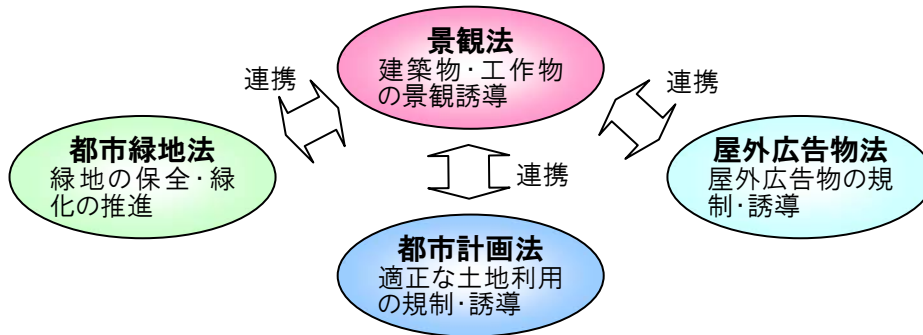 景観法
建築物・工作物
の景観誘導
連携
連携
都市緑地法
緑地の保全・緑
化の推進
連携
屋外広告物法
屋外広告物の規
制・誘導
都市計画法
適正な土地利用
の規制・誘導